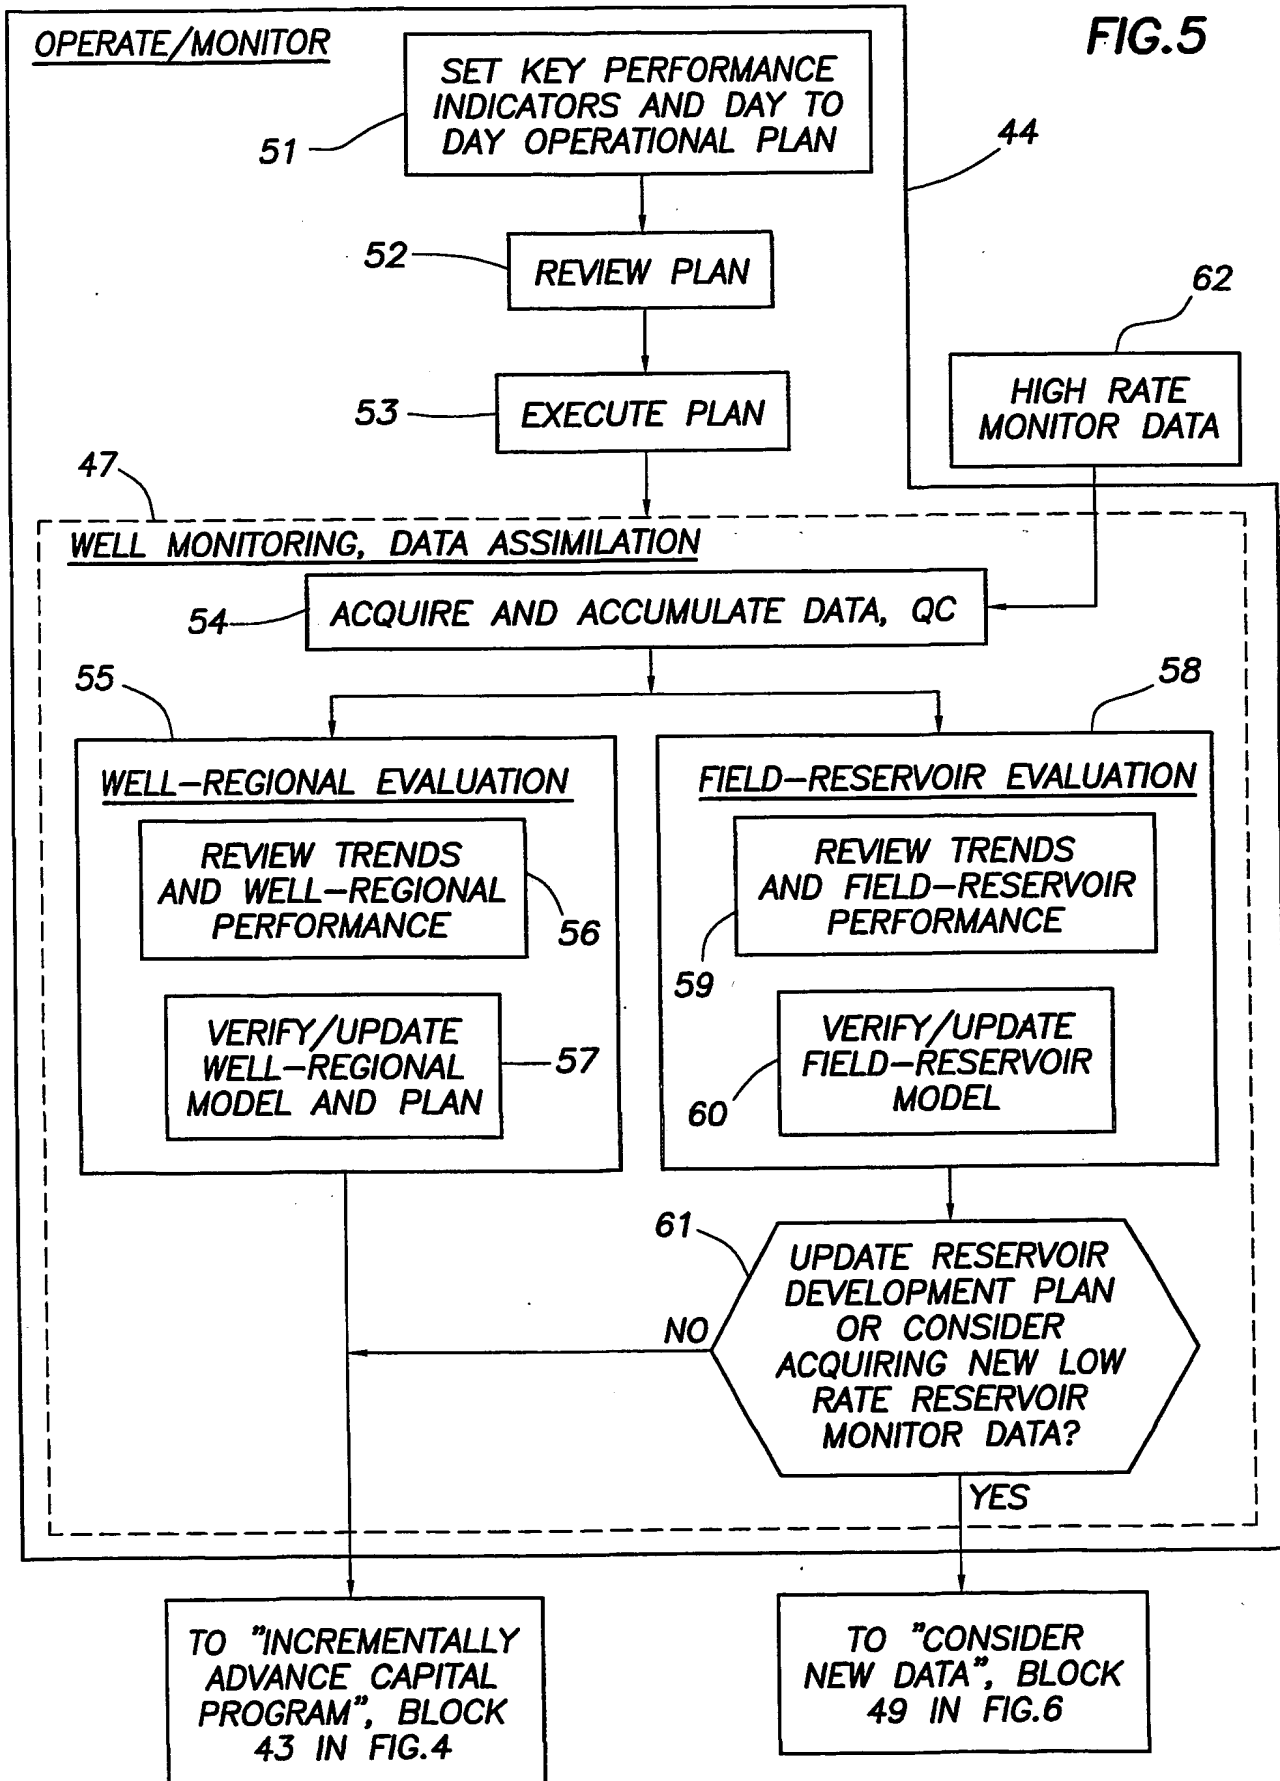 FIG.5
OPERATE/MONITOR
SET KEY PERFORMANCE
INDICATORS AND DAY TO
DAY OPERATIONAL PLAN
51
44
52
REVIEW PLAN
62
HIGH RATE
MONITOR DATA
53
EXECUTE PLAN
47
WELL MONITORING, DATA ASSIMILATION
54
ACQUIRE AND ACCUMULATE DATA, QC
55
58
WELL-REGIONAL EVALUATION
REVIEW TRENDS
AND WELL-REGIONAL
PERFORMANCE
56
VERIFY/UPDATE
WELL-REGIONAL
MODEL AND PLAN
57
FIELD-RESERVOIR EVALUATION
REVIEW TRENDS
AND FIELD-RESERVOIR
PERFORMANCE
59
VERIFY/UPDATE
FIELD-RESERVOIR
MODEL
60
61
UPDATE RESERVOIR
DEVELOPMENT PLAN
OR CONSIDER
ACQUIRING NEW LOW
RATE RESERVOIR
MONITOR DATA?
NO
YES
TO "INCREMENTALLY
ADVANCE CAPITAL
PROGRAM", BLOCK
43 IN FIG.4
TO "CONSIDER
NEW DATA", BLOCK
49 IN FIG.6